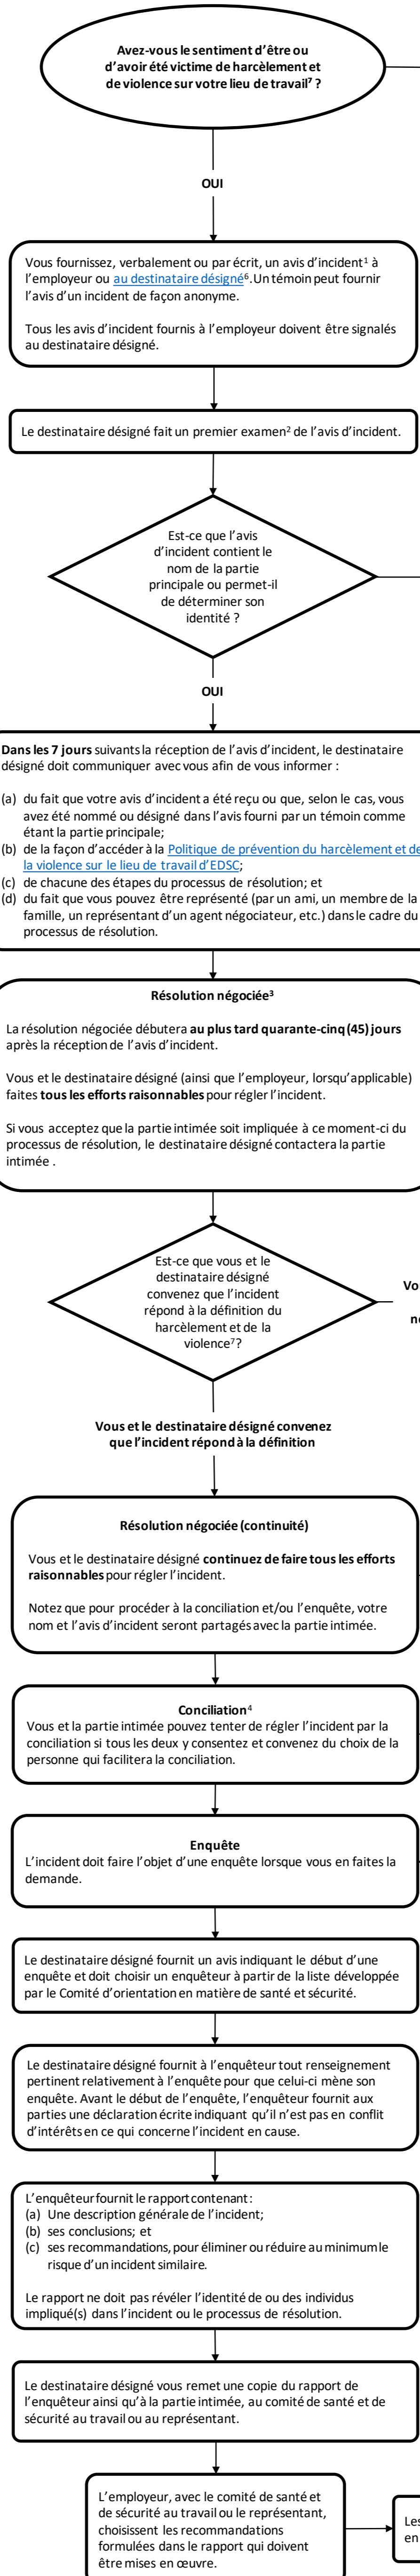 Avez-vous le sentiment d’être ou
d’avoir été victime de harcèlement et
de violence sur votre lieu de travail⁷ ?
OUI
Vous fournissez, verbalement ou par écrit, un avis d’incident¹ à
l’employeur ou au destinataire désigné⁶. Un témoin peut fournir
l’avis d’un incident de façon anonyme.
Tous les avis d’incident fournis à l’employeur doivent être signalés
au destinataire désigné.
Le destinataire désigné fait un premier examen² de l’avis d’incident.
Est-ce que l’avis
d’incident contient le
nom de la partie
principale ou permet-il
de déterminer son
identité ?
OUI
Dans les 7 jours suivants la réception de l’avis d’incident, le destinataire
désigné doit communiquer avec vous afin de vous informer :
(a) du fait que votre avis d’incident a été reçu ou que, selon le cas, vous
avez été nommé ou désigné dans l’avis fourni par un témoin comme
étant la partie principale;
(b) de la façon d’accéder à la Politique de prévention du harcèlement et de
la violence sur le lieu de travail d’EDSC;
(c) de chacune des étapes du processus de résolution; et
(d) du fait que vous pouvez être représenté (par un ami, un membre de la
famille, un représentant d’un agent négociateur, etc.) dans le cadre du
processus de résolution.
Résolution négociée³
La résolution négociée débutera au plus tard quarante-cinq (45) jours
après la réception de l’avis d’incident.
Vous et le destinataire désigné (ainsi que l’employeur, lorsqu’applicable)
faites tous les efforts raisonnables pour régler l’incident.
Si vous acceptez que la partie intimée soit impliquée à ce moment-ci du
processus de résolution, le destinataire désigné contactera la partie
intimée .
Est-ce que vous et le
destinataire désigné
convenez que l’incident
répond à la définition du
harcèlement et de la
violence⁷?
Vous et le destinataire désigné convenez
que l’incident répond à la définition
Résolution négociée (continuité)
Vous et le destinataire désigné continuez de faire tous les efforts
raisonnables pour régler l’incident.
Notez que pour procéder à la conciliation et/ou l’enquête, votre
nom et l’avis d’incident seront partagés avec la partie intimée.
Conciliation⁴
Vous et la partie intimée pouvez tenter de régler l’incident par la
conciliation si tous les deux y consentez et convenez du choix de la
personne qui facilitera la conciliation.
Enquête
L’incident doit faire l’objet d’une enquête lorsque vous en faites la
demande.
Le destinataire désigné fournit un avis indiquant le début d’une
enquête et doit choisir un enquêteur à partir de la liste développée
par le Comité d’orientation en matière de santé et sécurité.
Le destinataire désigné fournit à l’enquêteur tout renseignement
pertinent relativement à l’enquête pour que celui-ci mène son
enquête. Avant le début de l’enquête, l’enquêteur fournit aux
parties une déclaration écrite indiquant qu’il n’est pas en conflit
d’intérêts en ce qui concerne l’incident en cause.
L’enquêteur fournit le rapport contenant :
(a) Une description générale de l’incident;
(b) ses conclusions; et
(c) ses recommandations, pour éliminer ou réduire au minimum le
risque d’un incident similaire.
Le rapport ne doit pas révéler l’identité de ou des individus
impliqué(s) dans l’incident ou le processus de résolution.
Le destinataire désigné vous remet une copie du rapport de
l’enquêteur ainsi qu’à la partie intimée, au comité de santé et de
sécurité au travail ou au représentant.
L’employeur, avec le comité de santé et
de sécurité au travail ou le représentant,
choisissent les recommandations
formulées dans le rapport qui doivent
être mises en œuvre.
Les
en